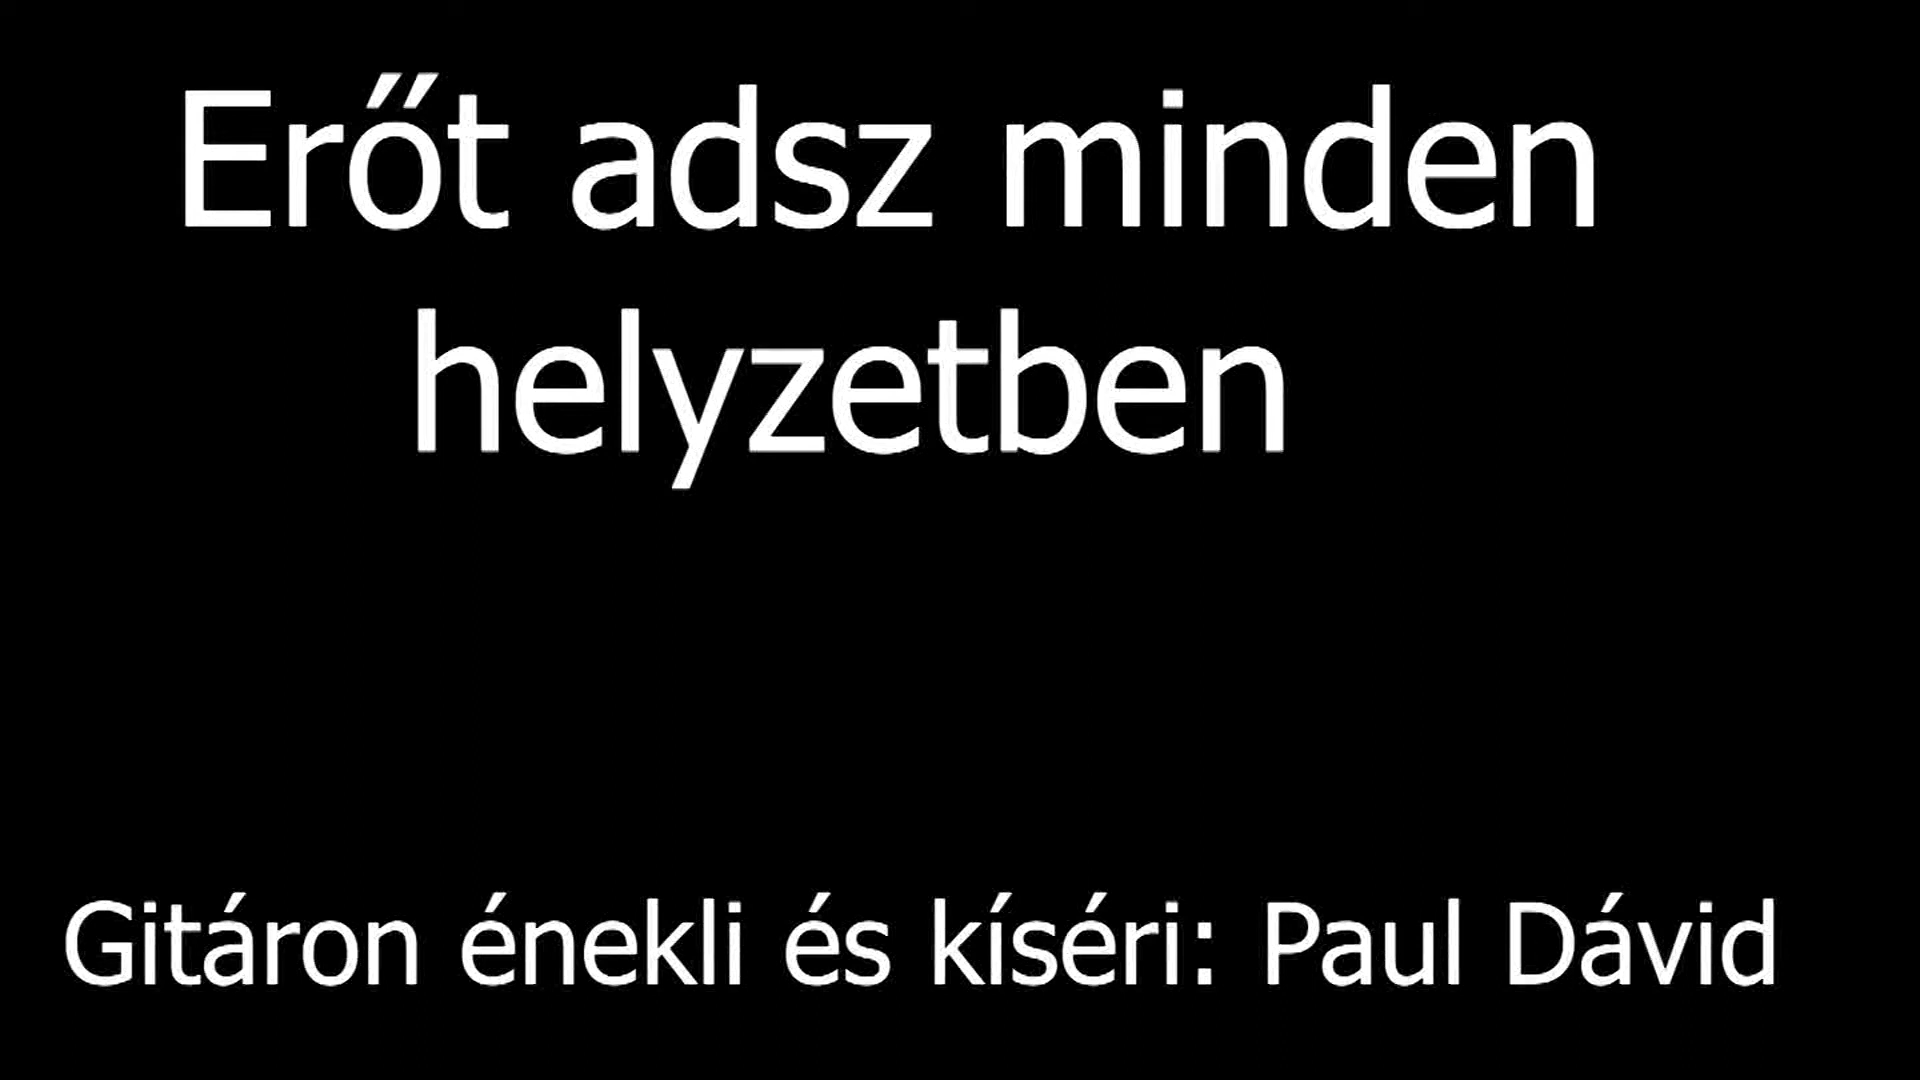 Erőt adsz minden
helyzetben
Gitáron énekli és kíséri: Paul Dávid